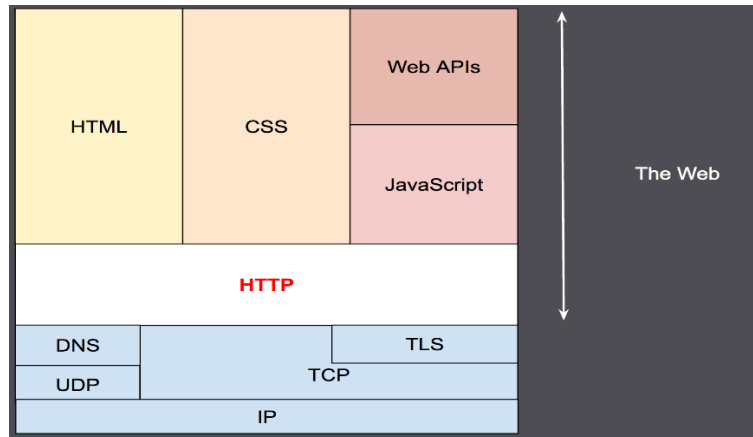 Web APIs
HTML
CSS
JavaScript
The Web
HTTP
DNS
TLS
UDP
TCP
IP